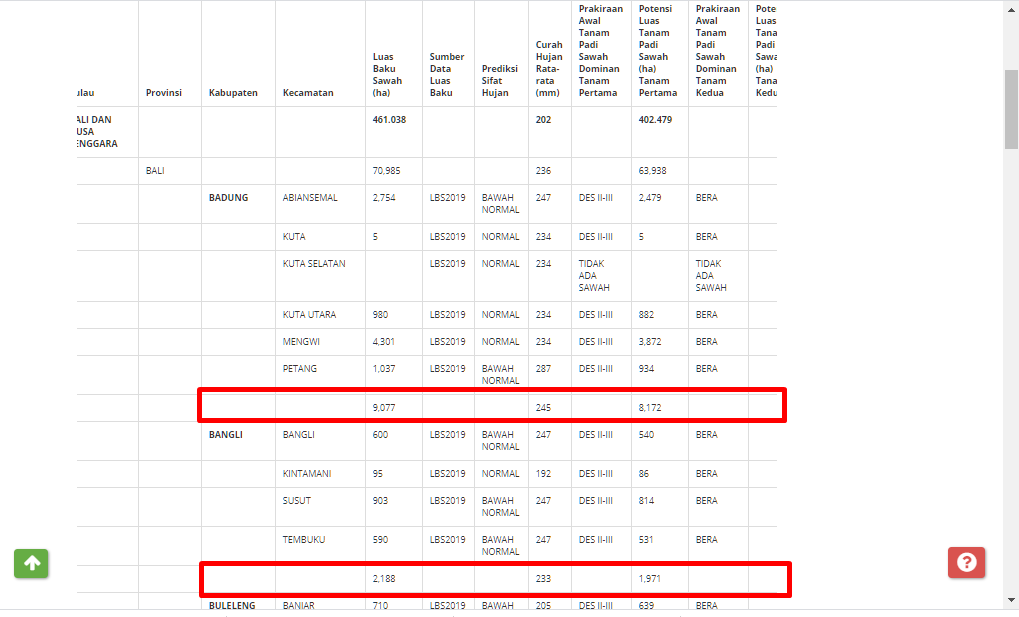 ulau Provinsi Kabupaten Kecamatan Luas Baku Sawah (ha) Sumber Data Luas Baku Prediksi Sifat Hujan Curah Hujan Rata-rata (mm) Prakiraan Awal Tanam Padi Sawah Dominan Tanam Pertama Potensi Luas Tanam Padi Sawah (ha) Tanam Pertama Prakiraan Awal Tanam Padi Sawah Dominan Tanam Kedua Pote Luas Tana Padi Sawa (ha) Tana Kedu
ALI DAN USA ENGGARA 461.038 202 402.479
BALI 70,985 236 63,938
BADUNG ABIANSEMAL 2,754 LBS2019 BAWAH NORMAL 247 DES II-III 2,479 BERA
KUTA 5 LBS2019 NORMAL 234 DES II-III 5 BERA
KUTA SELATAN LBS2019 NORMAL 234 TIDAK ADA SAWAH TIDAK ADA SAWAH
KUTA UTARA 980 LBS2019 NORMAL 234 DES II-III 882 BERA
MENGWI 4,301 LBS2019 NORMAL 234 DES II-III 3,872 BERA
PETANG 1,037 LBS2019 BAWAH NORMAL 287 DES II-III 934 BERA
9,077 245 8,172
BANGLI BANGLI 600 LBS2019 BAWAH NORMAL 247 DES II-III 540 BERA
KINTAMANI 95 LBS2019 NORMAL 192 DES II-III 86 BERA
SUSUT 903 LBS2019 BAWAH NORMAL 247 DES II-III 814 BERA
TEMBUKU 590 LBS2019 BAWAH NORMAL 247 DES II-III 531 BERA
2,188 233 1,971
BULELENG BANJAR 710 LBS2019 BAWAH 205 DES II-III 639 BERA
?